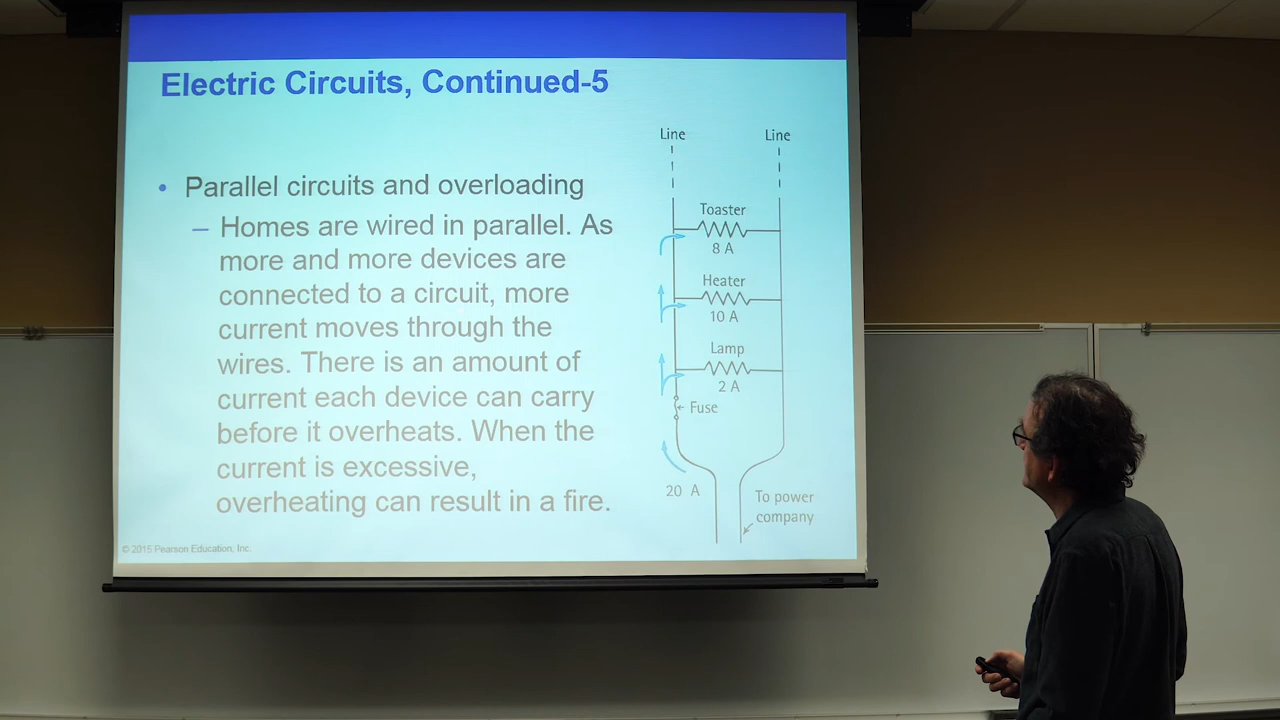 Electric Circuits, Continued-5
• Parallel circuits and overloading
– Homes are wired in parallel. As
more and more devices are
connected to a circuit, more
current moves through the
wires. There is an amount of
current each device can carry
before it overheats. When the
current is excessive,
overheating can result in a fire.
Line
Line
Toaster
8 A
Heater
10 A
Lamp
2 A
Fuse
20 A
To power
company
© 2015 Pearson Education, Inc.